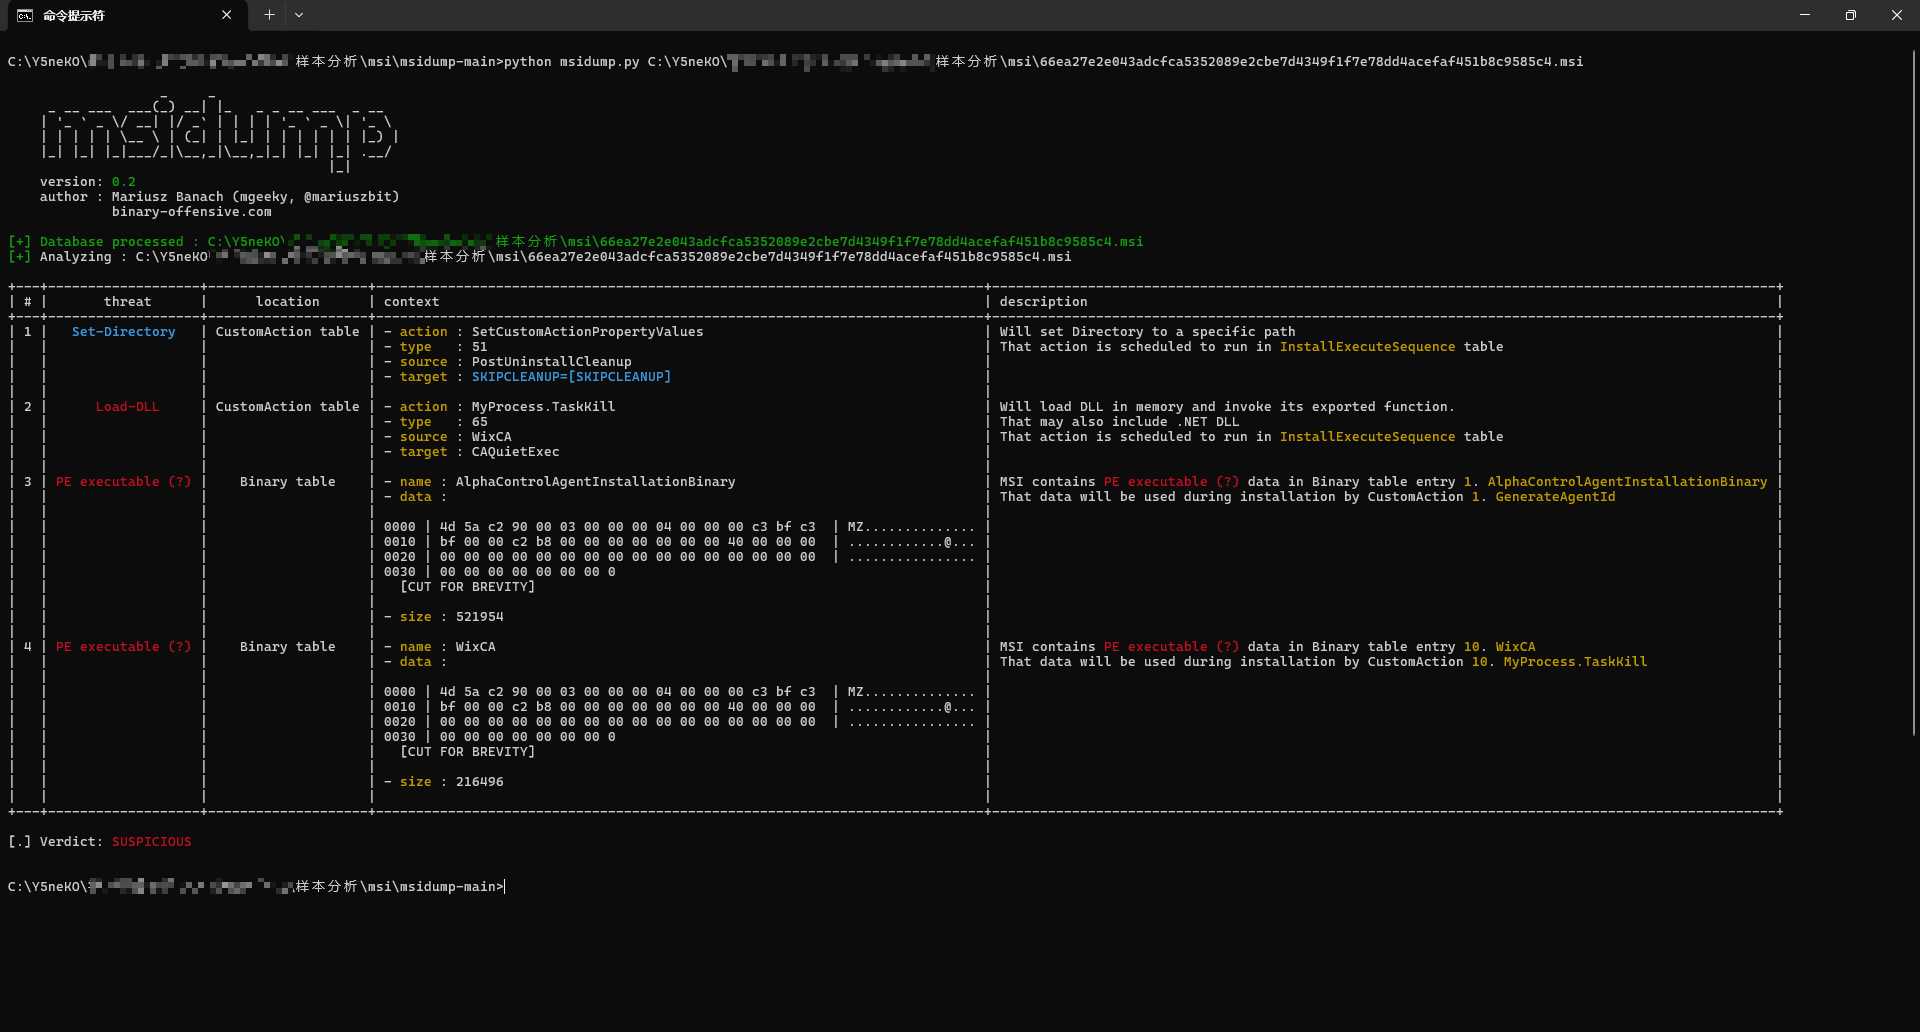 命令提示符
C:\Y5neKO\ 样本分析\msi\msidump-main>python msidump.py C:\Y5neKO\ 样本分析\msi\66ea27e2e043adcfca5352089e2cbe7d4349f1f7e78dd4acefaf451b8c9585c4.msi
msidump
version: 0.2
author : Mariusz Banach (mgeeky, @mariuszbit)
binary-offensive.com
[+] Database processed : C:\Y5neKO\ 样本分析\msi\66ea27e2e043adcfca5352089e2cbe7d4349f1f7e78dd4acefaf451b8c9585c4.msi
[+] Analyzing : C:\Y5neKO 样本分析\msi\66ea27e2e043adcfca5352089e2cbe7d4349f1f7e78dd4acefaf451b8c9585c4.msi
| # | threat | location | context | description |
| 1 | Set-Directory | CustomAction table | - action : SetCustomActionPropertyValues | Will set Directory to a specific path |
- type : 51 | That action is scheduled to run in InstallExecuteSequence table
- source : PostUninstallCleanup
- target : SKIPCLEANUP=[SKIPCLEANUP]
| 2 | Load-DLL | CustomAction table | - action : MyProcess.TaskKill | Will load DLL in memory and invoke its exported function. |
- type : 65 | That may also include .NET DLL
- source : WixCA | That action is scheduled to run in InstallExecuteSequence table
- target : CAQuietExec
| 3 | PE executable (?) | Binary table | - name : AlphaControlAgentInstallationBinary | MSI contains PE executable (?) data in Binary table entry 1. AlphaControlAgentInstallationBinary |
- data : | That data will be used during installation by CustomAction 1. GenerateAgentId
0000 | 4d 5a c2 90 00 03 00 00 00 04 00 00 00 c3 bf c3 | MZ..............
0010 | bf 00 00 c2 b8 00 00 00 00 00 00 00 40 00 00 00 | ............@...
0020 | 00 00 00 00 00 00 00 00 00 00 00 00 00 00 00 00 | ................
0030 | 00 00 00 00 00 00 00 0
[CUT FOR BREVITY]
- size : 521954
| 4 | PE executable (?) | Binary table | - name : WixCA | MSI contains PE executable (?) data in Binary table entry 10. WixCA |
- data : | That data will be used during installation by CustomAction 10. MyProcess.TaskKill
0000 | 4d 5a c2 90 00 03 00 00 00 04 00 00 00 c3 bf c3 | MZ..............
0010 | bf 00 00 c2 b8 00 00 00 00 00 00 00 40 00 00 00 | ............@...
0020 | 00 00 00 00 00 00 00 00 00 00 00 00 00 00 00 00 | ................
0030 | 00 00 00 00 00 00 00 0
[CUT FOR BREVITY]
- size : 216496
[.] Verdict: SUSPICIOUS
C:\Y5neKO\ 样本分析\msi\msidump-main>